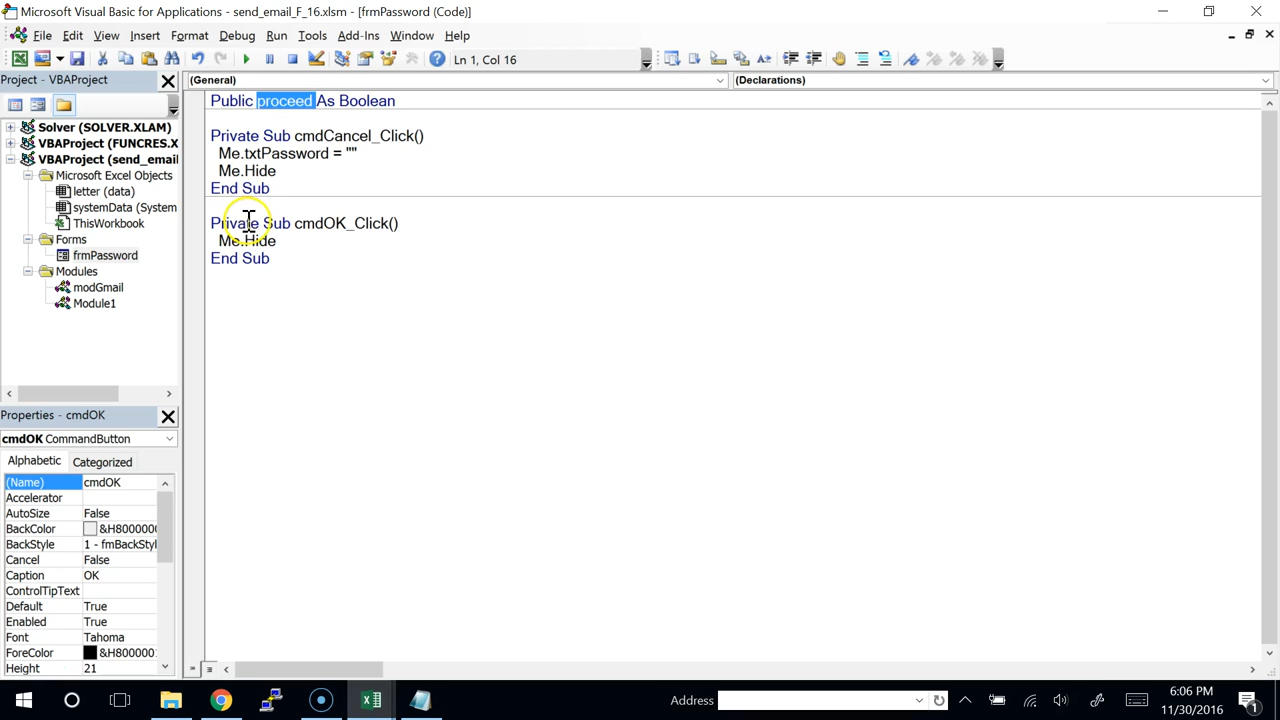 Microsoft Visual Basic for Applications - send_email_F_16.xlsm - [frmPassword (Code)]
File Edit View Insert Format Debug Run Tools Add-Ins Window Help
Ln 1, Col 16
Project - VBAProject
(General)
(Declarations)
Solver (SOLVER.XLAM)
VBAProject (FUNCRES.X
VBAProject (send_email
Microsoft Excel Objects
letter (data)
systemData (System
ThisWorkbook
Forms
frmPassword
Modules
modGmail
Module1
Public proceed As Boolean
Private Sub cmdCancel_Click()
Me.txtPassword = ""
Me.Hide
End Sub
Private Sub cmdOK_Click()
Me.Hide
End Sub
Properties - cmdOK
cmdOK CommandButton
Alphabetic Categorized
(Name) cmdOK
Accelerator
AutoSize False
BackColor &H8000000
BackStyle 1 - fmBackStyl
Cancel False
Caption OK
ControlTipText
Default True
Enabled True
Font Tahoma
ForeColor &H8000001
Height 21
Address
6:06 PM
11/30/2016
1